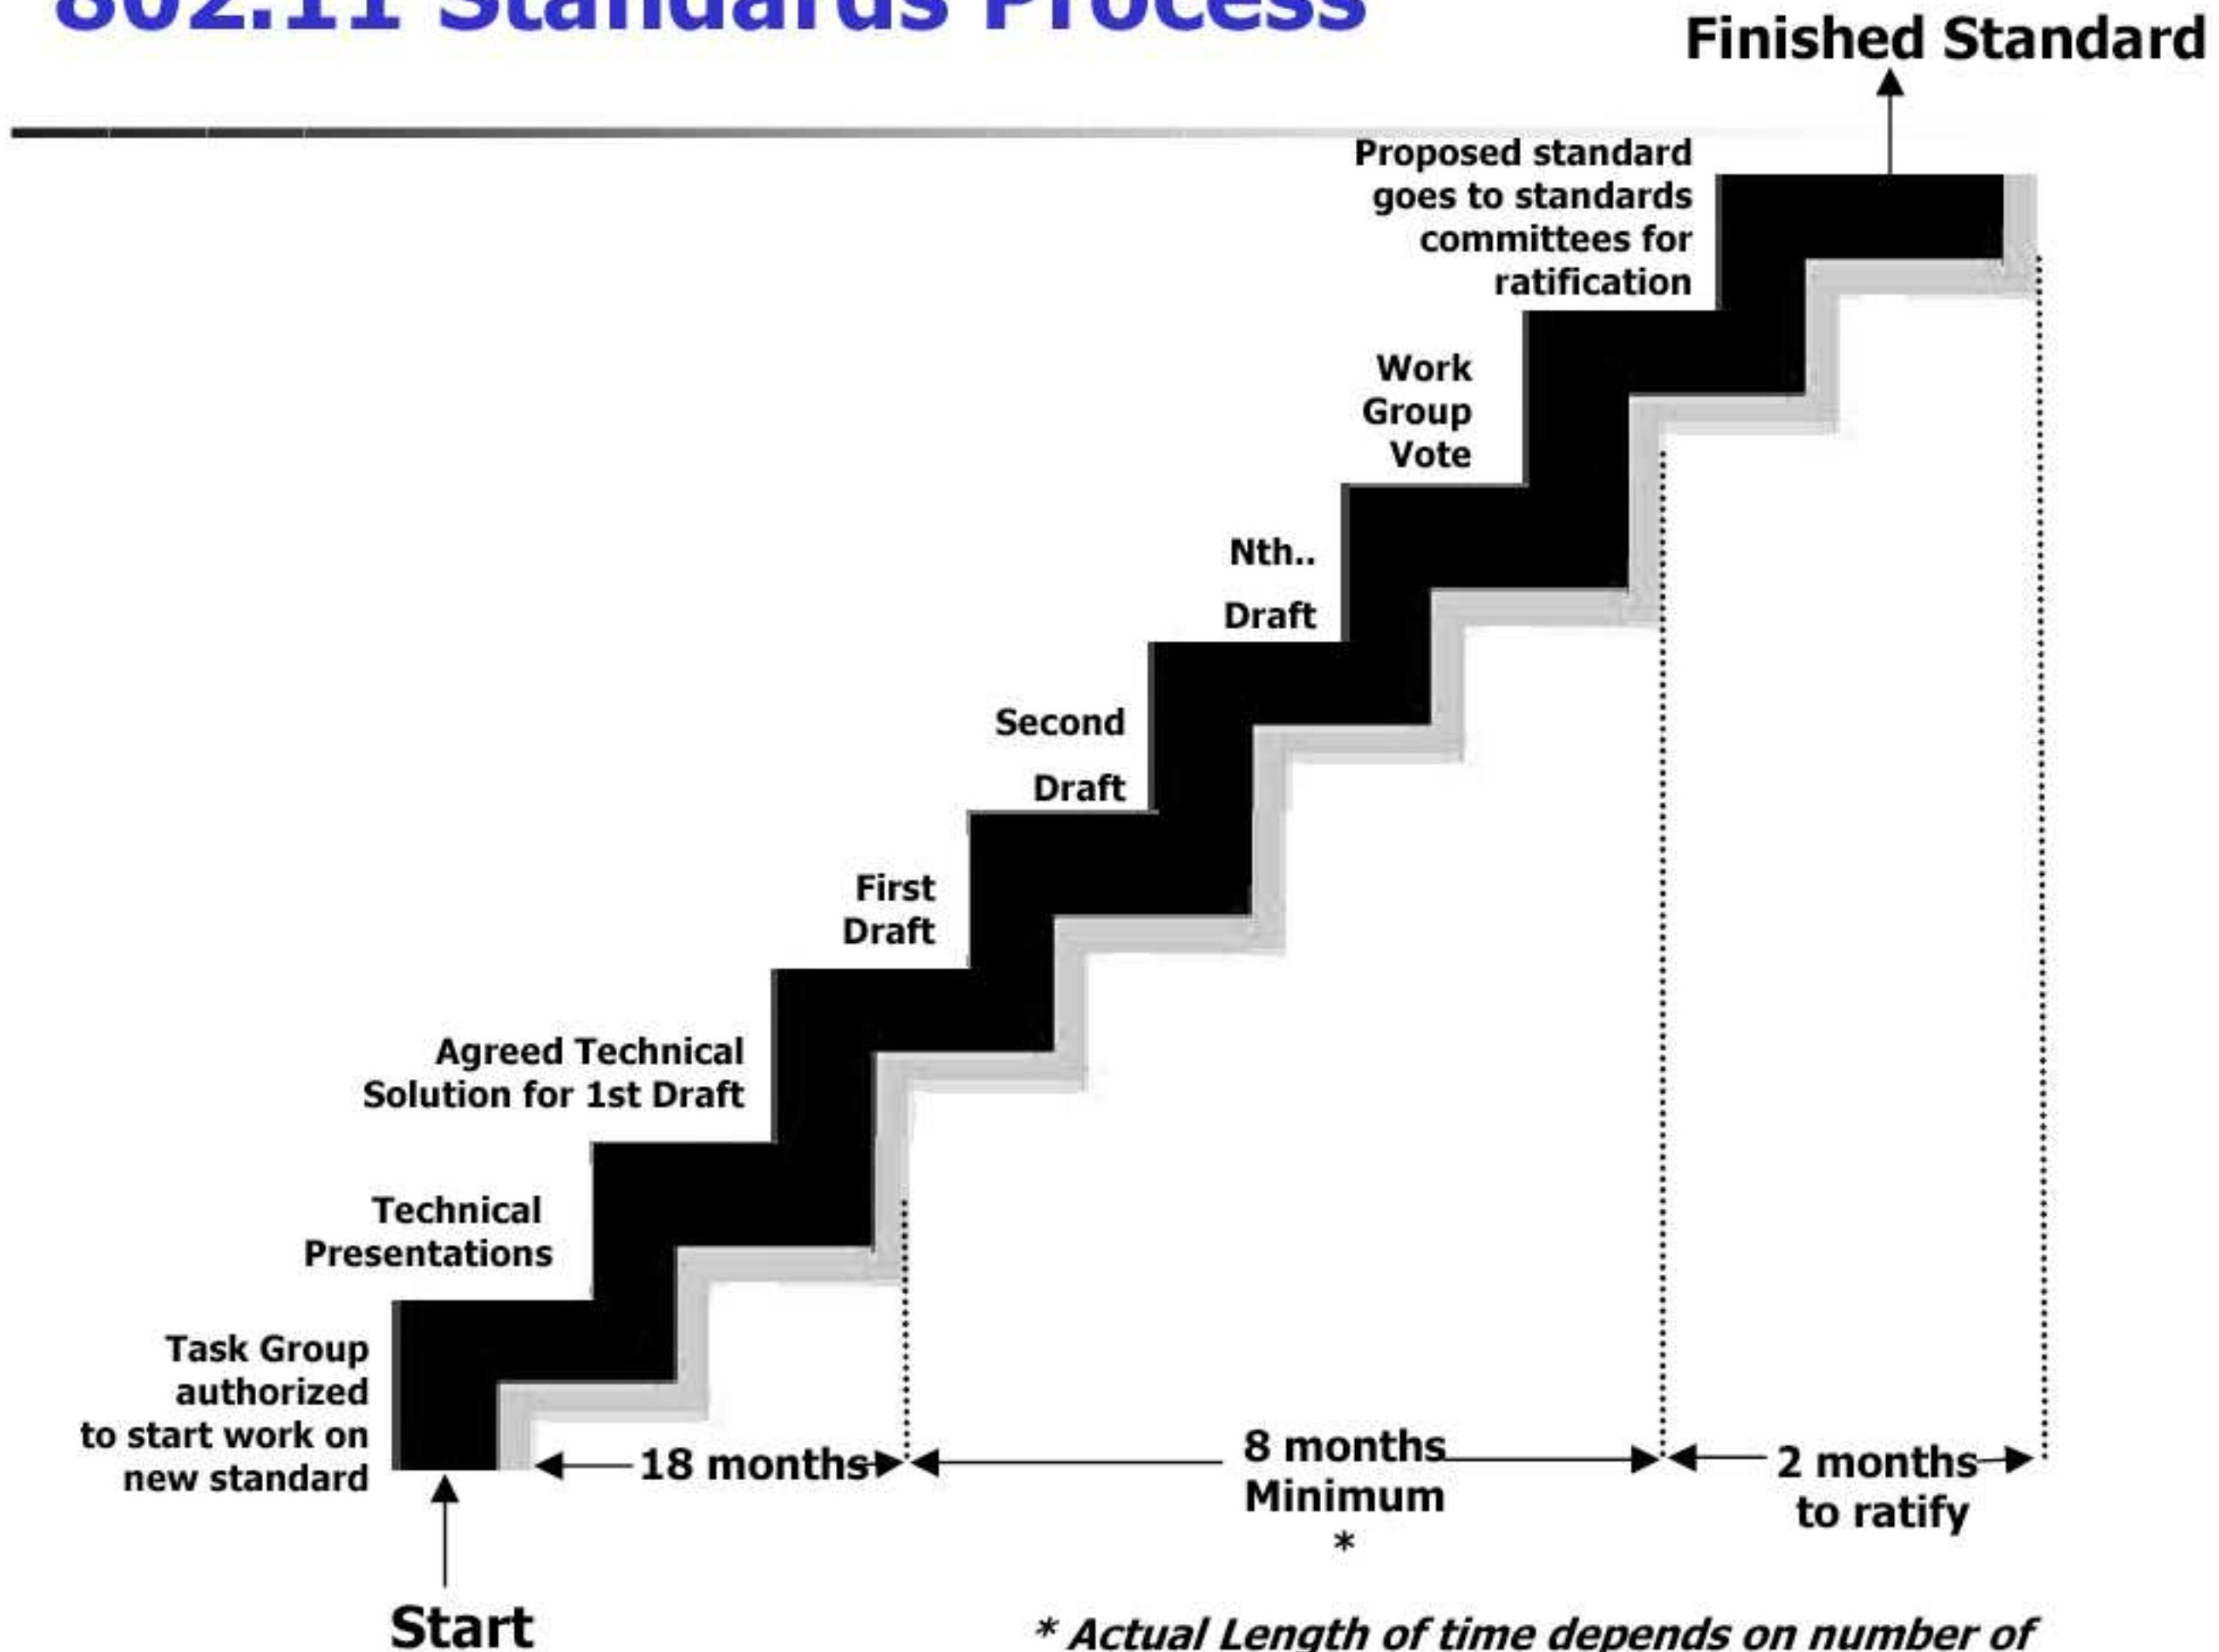 802.11 Standards Process
Finished Standard
Proposed standard
goes to standards
committees for
ratification
Work
Group
Vote
Nth..
Draft
Second
Draft
First
Draft
Agreed Technical
Solution for 1st Draft
Technical
Presentations
Task Group
authorized
to start work on
new standard
18 months
8 months
Minimum
*
2 months
to ratify
Start
* Actual Length of time depends on number of